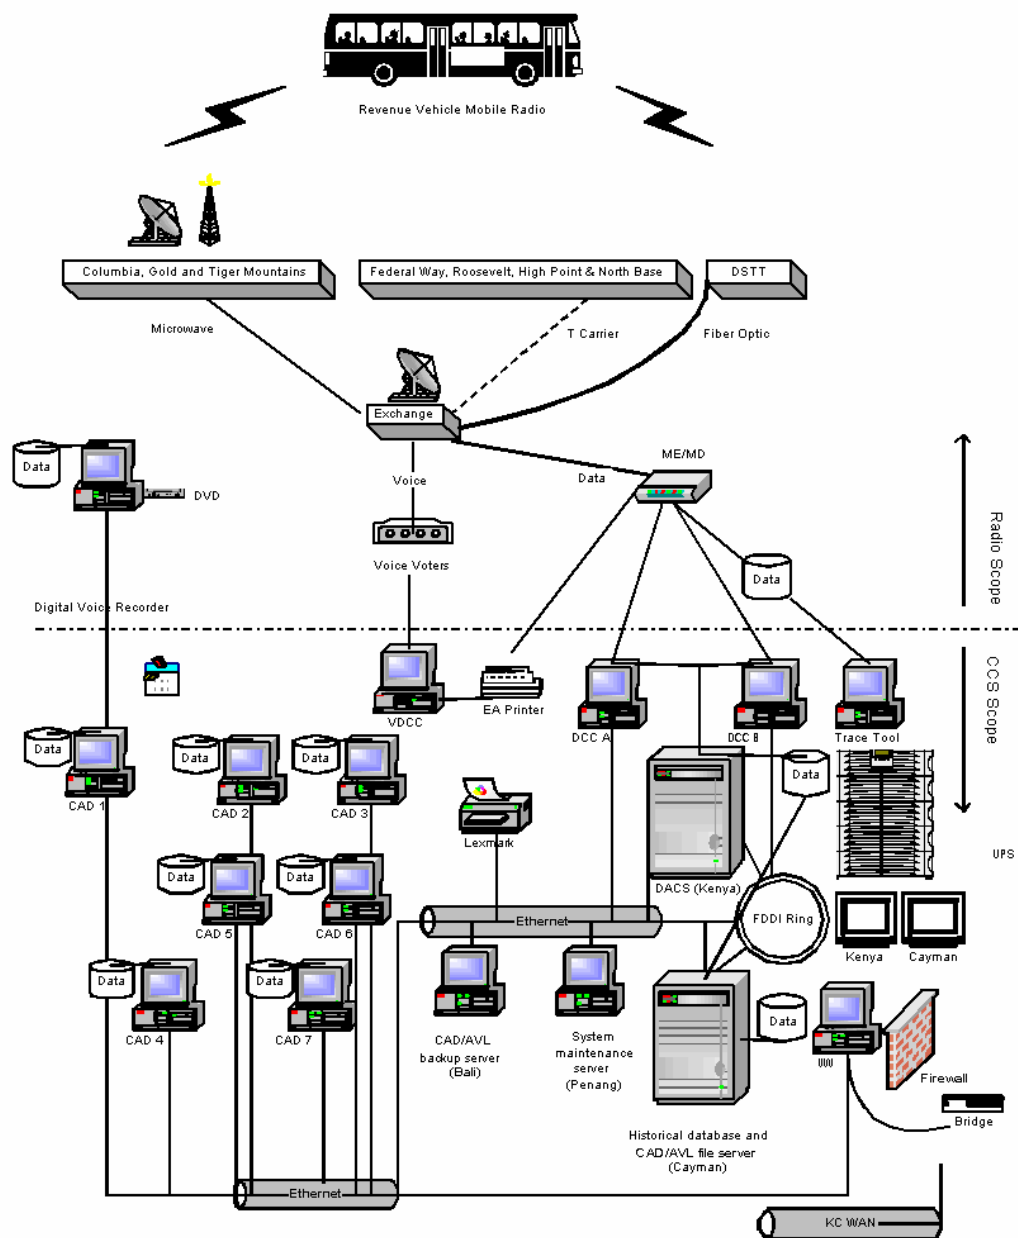 Revenue Vehicle Mobile Radio
Columbia, Gold and Tiger Mountains
Federal Way, Roosevelt, High Point & North Base
DSTT
Microwave
T Carrier
Fiber Optic
Exchange
Data
DVD
Voice
Data
ME/MD
Radio Scope
Voice Voters
Data
Digital Voice Recorder
CCS Scope
VDCC
EA Printer
DCC A
DCC B
Trace Tool
Data
CAD 1
Data
CAD 2
Data
CAD 3
Lexmark
Data
UPS
DACS (Kenya)
Data
CAD 5
Data
CAD 6
Ethernet
FDDI Ring
Kenya
Cayman
Data
CAD 4
Data
CAD 7
CAD/AVL
backup server
(Bali)
System
maintenance
server
(Penang)
Data
Firewall
Bridge
Historical database and
CAD/AVL file server
(Cayman)
Ethernet
KC WAN